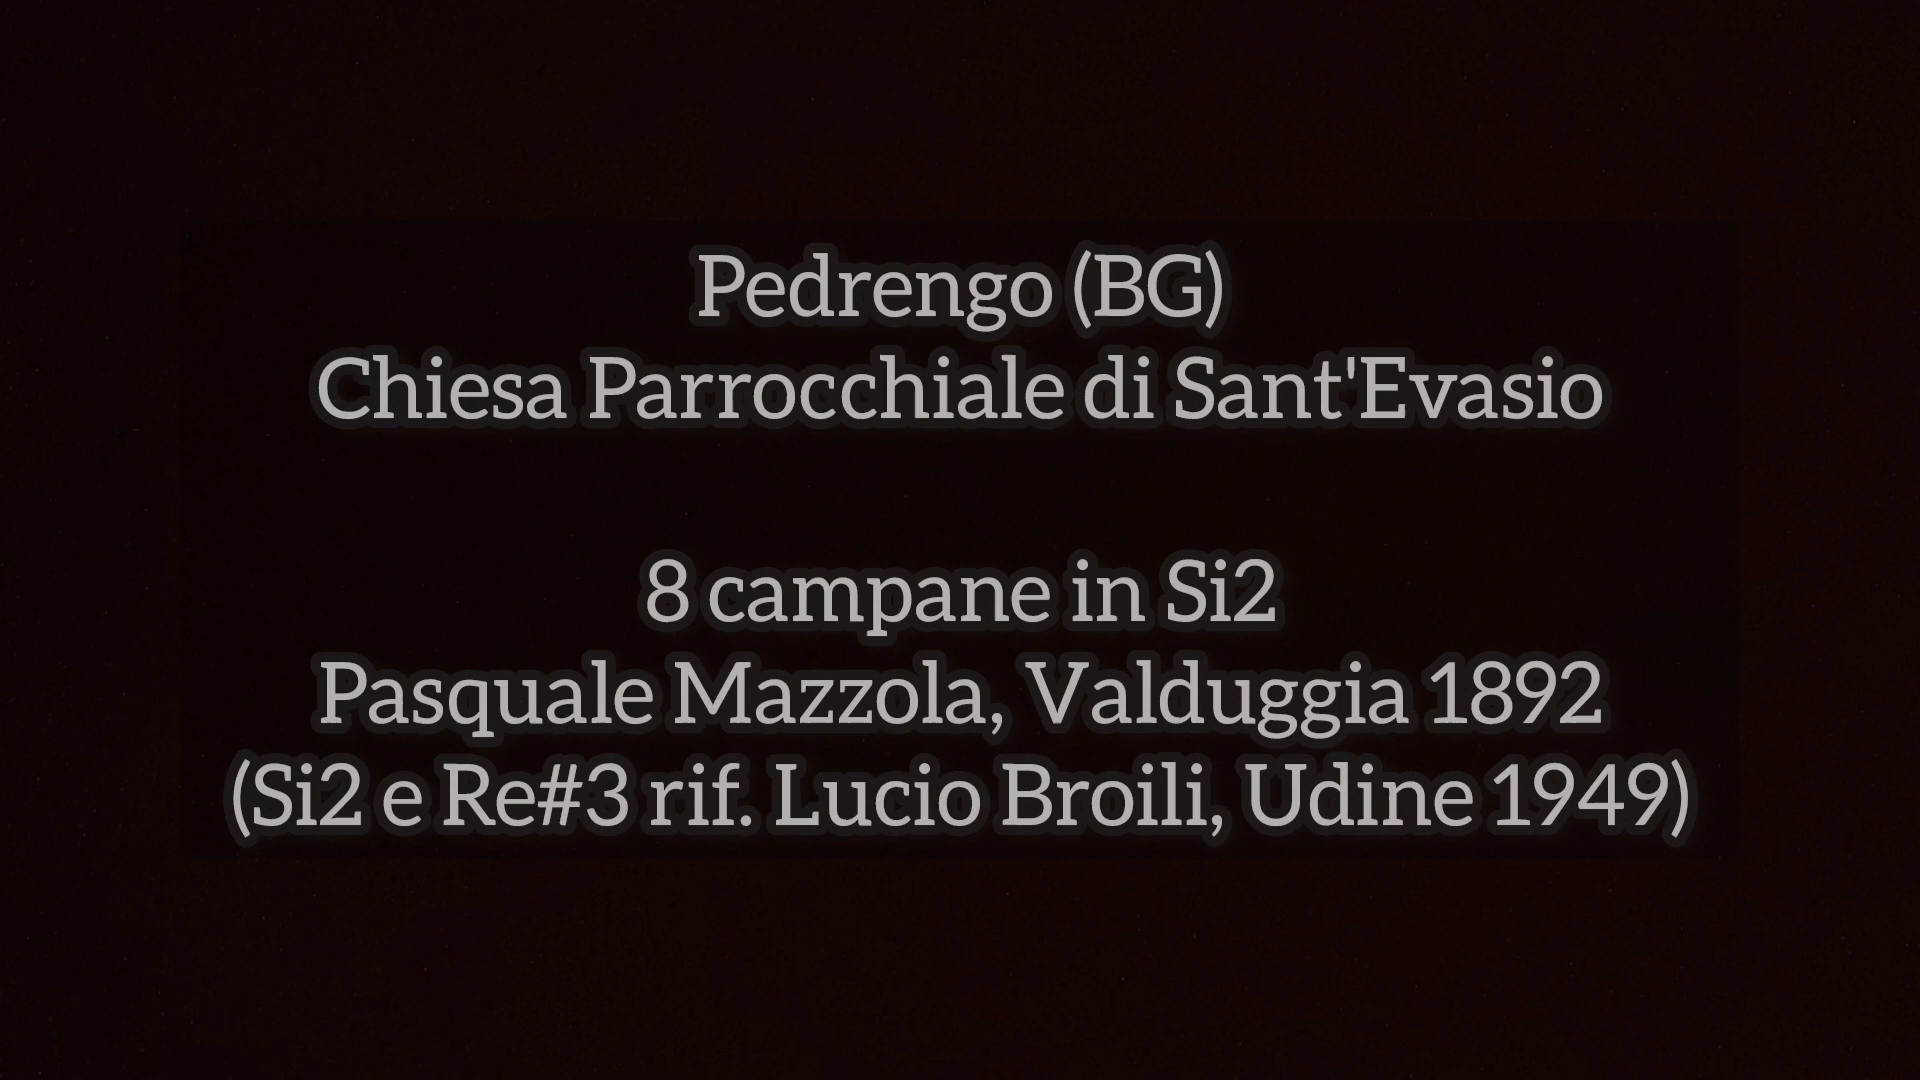 Pedrengo (BG)
Chiesa Parrocchiale di Sant'Evasio
8 campane in Si2
Pasquale Mazzola, Valduggia 1892
(Si2 e Re#3 rif. Lucio Broili, Udine 1949)